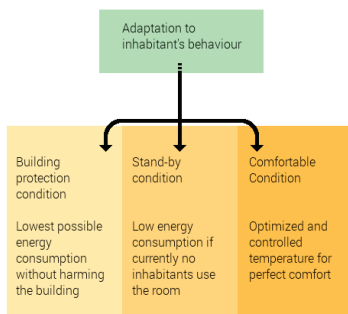 Adaptation to
inhabitant's behaviour
Building
protection
condition
Lowest possible
energy
consumption
without harming
the building
Stand-by
condition
Low energy
consumption if
currently no
inhabitants use
the room
Comfortable
Condition
Optimized and
controlled
temperature for
perfect comfort